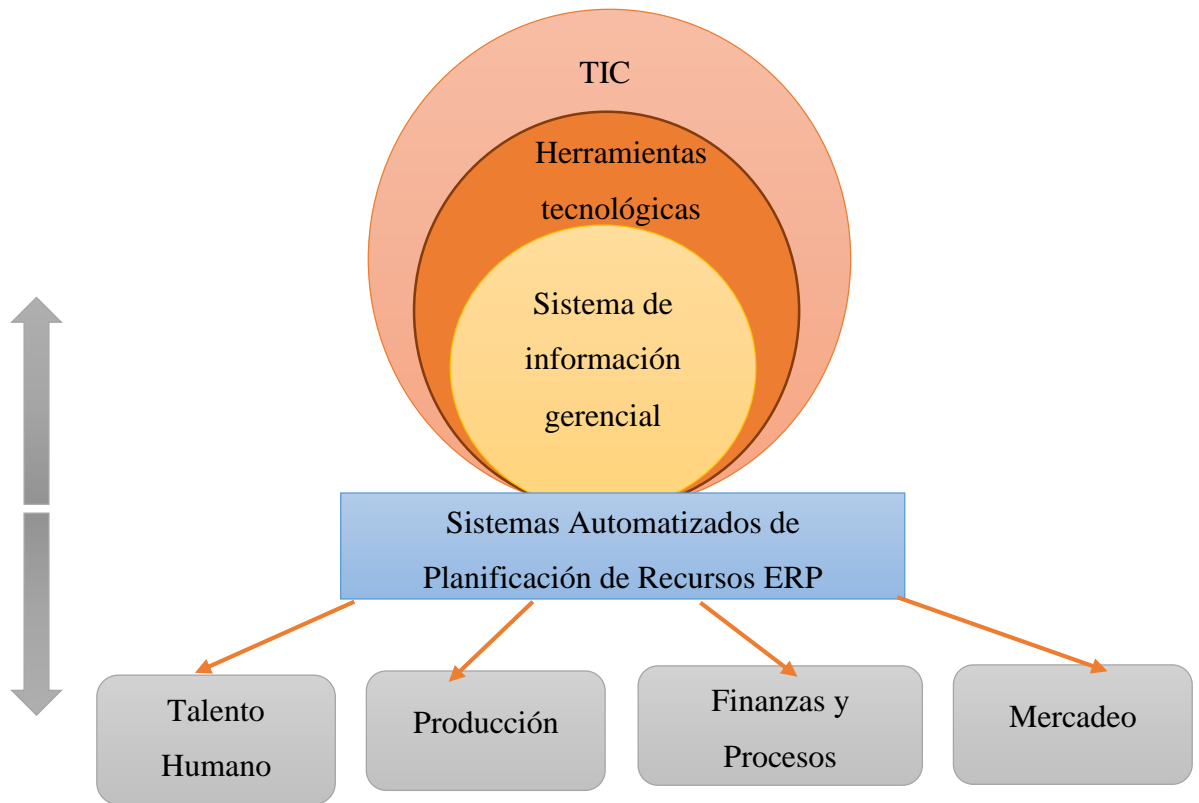 TIC
Herramientas
tecnológicas
Sistema de
información
gerencial
Sistemas Automatizados de
Planificación de Recursos ERP
Talento
Humano
Producción
Finanzas y
Procesos
Mercadeo